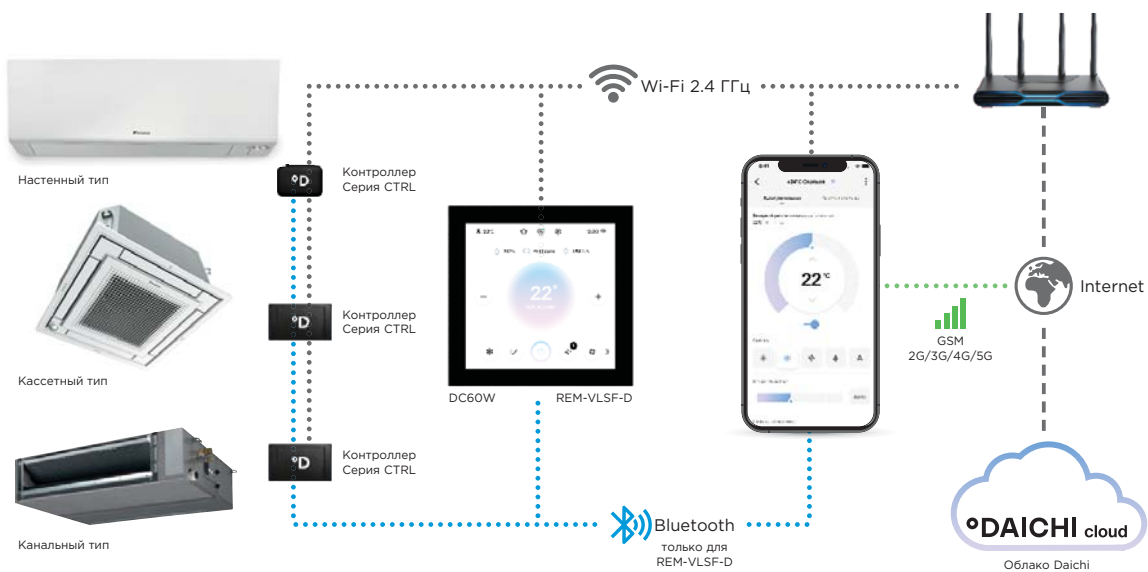 Wi-Fi 2.4 ГГц
Настенный тип
Контроллер
Серия CTRL
°D
Кассетный тип
Контроллер
Серия CTRL
°D
Канальный тип
Контроллер
Серия CTRL
°D
22°
DC60W
REM-VLSF-D
22°C
GSM
2G/3G/4G/5G
Internet
Bluetooth
только для
REM-VLSF-D
°DAICHI cloud
Облако Daichi